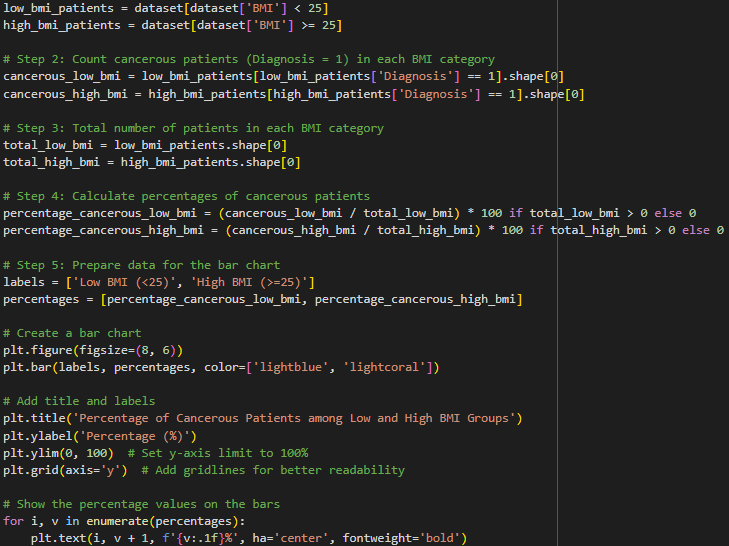 low_bmi_patients = dataset[dataset['BMI'] < 25]
high_bmi_patients = dataset[dataset['BMI'] >= 25]

# Step 2: Count cancerous patients (Diagnosis = 1) in each BMI category
cancerous_low_bmi = low_bmi_patients[low_bmi_patients['Diagnosis'] == 1].shape[0]
cancerous_high_bmi = high_bmi_patients[high_bmi_patients['Diagnosis'] == 1].shape[0]

# Step 3: Total number of patients in each BMI category
total_low_bmi = low_bmi_patients.shape[0]
total_high_bmi = high_bmi_patients.shape[0]

# Step 4: Calculate percentages of cancerous patients
percentage_cancerous_low_bmi = (cancerous_low_bmi / total_low_bmi) * 100 if total_low_bmi > 0 else 0
percentage_cancerous_high_bmi = (cancerous_high_bmi / total_high_bmi) * 100 if total_high_bmi > 0 else 0

# Step 5: Prepare data for the bar chart
labels = ['Low BMI (<25)', 'High BMI (>=25)']
percentages = [percentage_cancerous_low_bmi, percentage_cancerous_high_bmi]

# Create a bar chart
plt.figure(figsize=(8, 6))
plt.bar(labels, percentages, color=['lightblue', 'lightcoral'])

# Add title and labels
plt.title('Percentage of Cancerous Patients among Low and High BMI Groups')
plt.ylabel('Percentage (%)')
plt.ylim(0, 100)  # Set y-axis limit to 100%
plt.grid(axis='y')  # Add gridlines for better readability

# Show the percentage values on the bars
for i, v in enumerate(percentages):
    plt.text(i, v + 1, f'{v:.1f}%', ha='center', fontweight='bold')